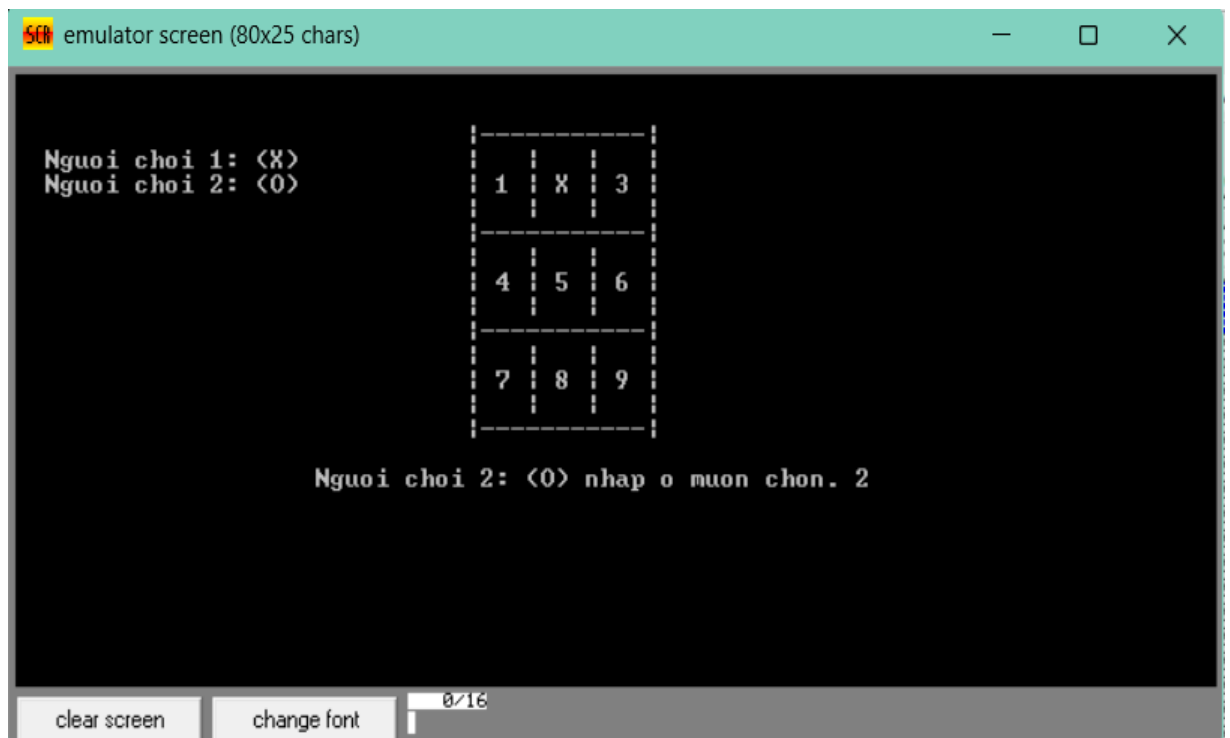 SCR emulator screen (80x25 chars)
Nguoi choi 1: (X)
Nguoi choi 2: (O)
1 X 3
4 5 6
7 8 9
Nguoi choi 2: (O) nhap o muon chon. 2
clear screen change font 0/16